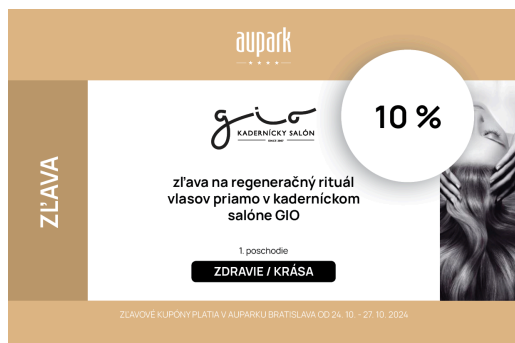 aupark
gio
KADERNÍCKY SALÓN
10 %
ZĽAVA
zľava na regeneračný rituál
vlasov priamo v kaderníckom
salóne GIO
1. poschodie
ZDRAVIE / KRÁSA
ZĽAVOVÉ KUPÓNY PLATIA V AUPARKU BRATISLAVA OD 24. 10. - 27. 10. 2024